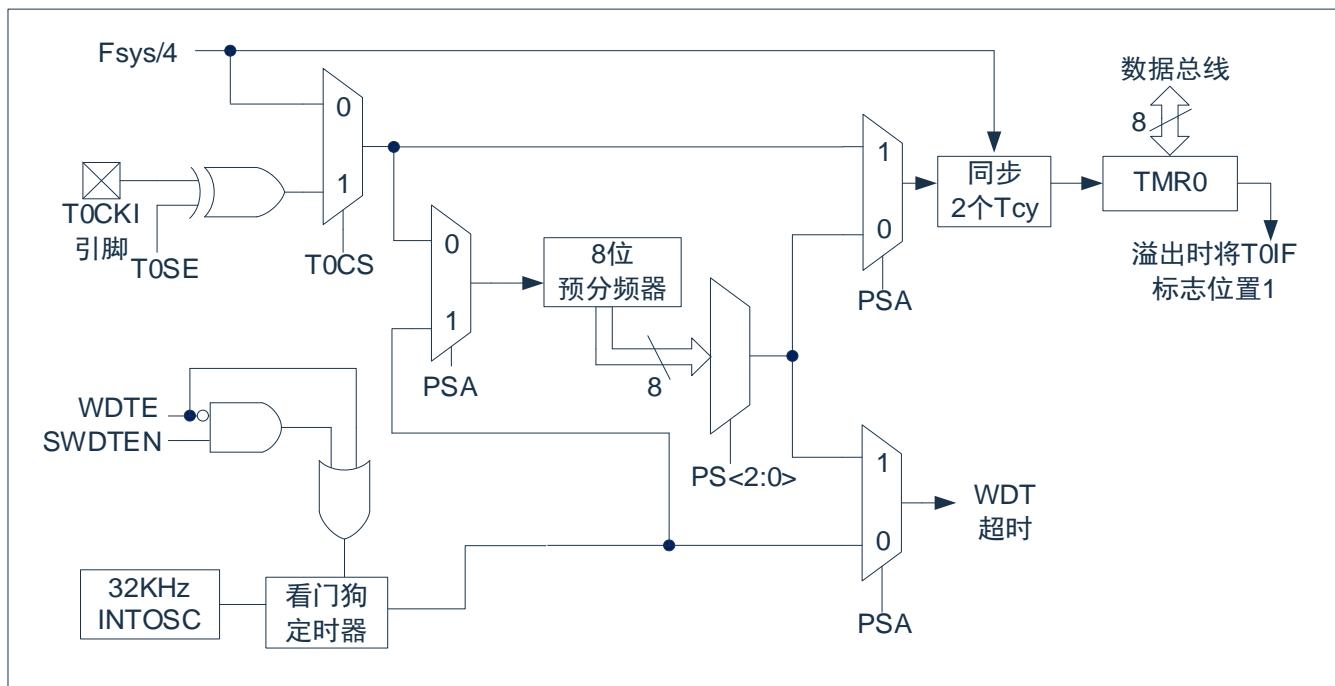 Fsys/4
数据总线
8
0
1
T0CKI
引脚
T0SE
T0CS
1
0
PSA
同步
2个Tcy
TMR0
溢出时将T0IF
标志位置1
0
1
PSA
8位
预分频器
8
PS<2:0>
WDTE
SWDTEN
1
0
PSA
WDT
超时
32KHz
INTOSC
看门狗
定时器